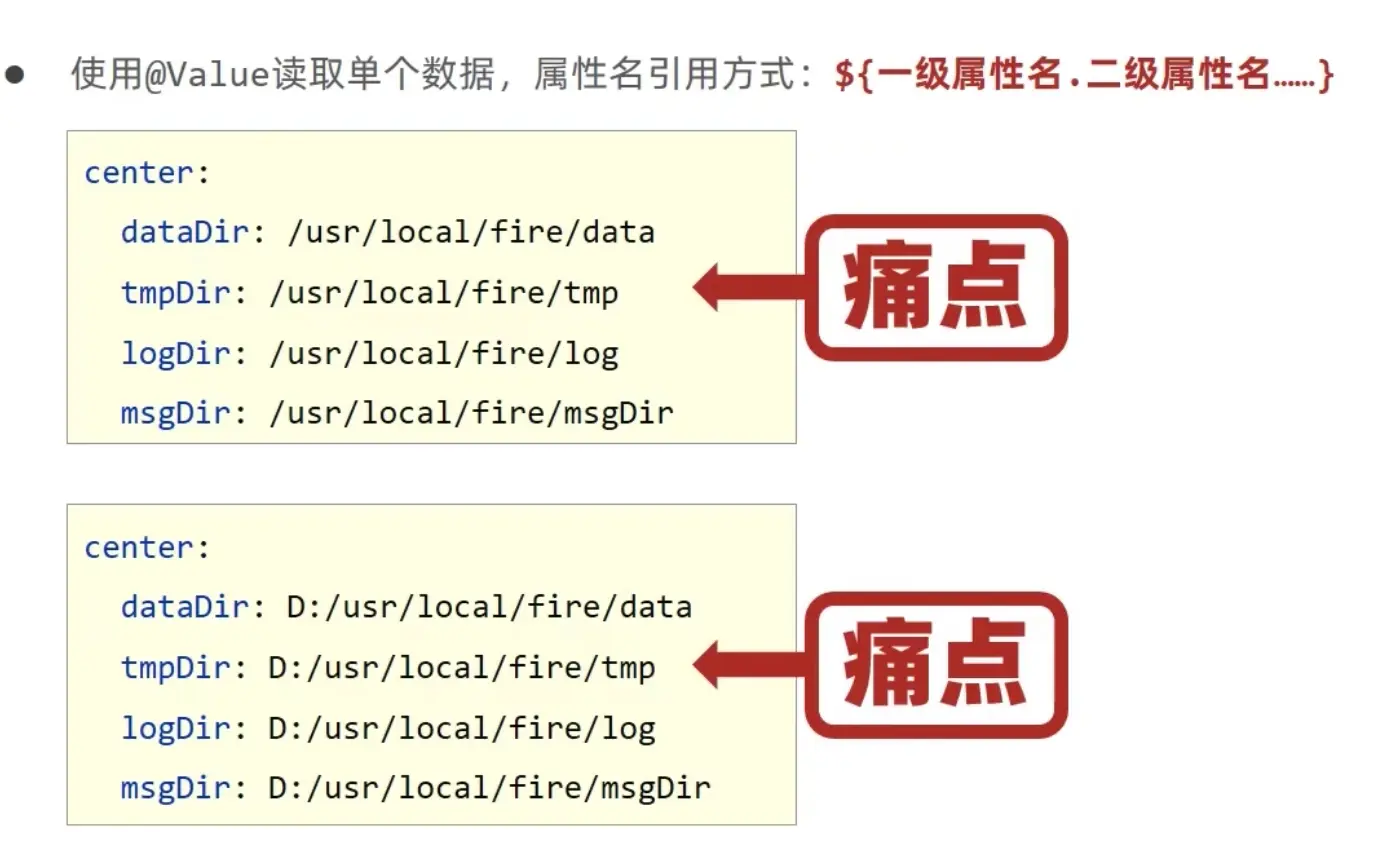 ● 使用@Value读取单个数据，属性名引用方式：${一级属性名.二级属性名……}
center:
dataDir: /usr/local/fire/data
tmpDir: /usr/local/fire/tmp
logDir: /usr/local/fire/log
msgDir: /usr/local/fire/msgDir
痛点
center:
dataDir: D:/usr/local/fire/data
tmpDir: D:/usr/local/fire/tmp
logDir: D:/usr/local/fire/log
msgDir: D:/usr/local/fire/msgDir
痛点